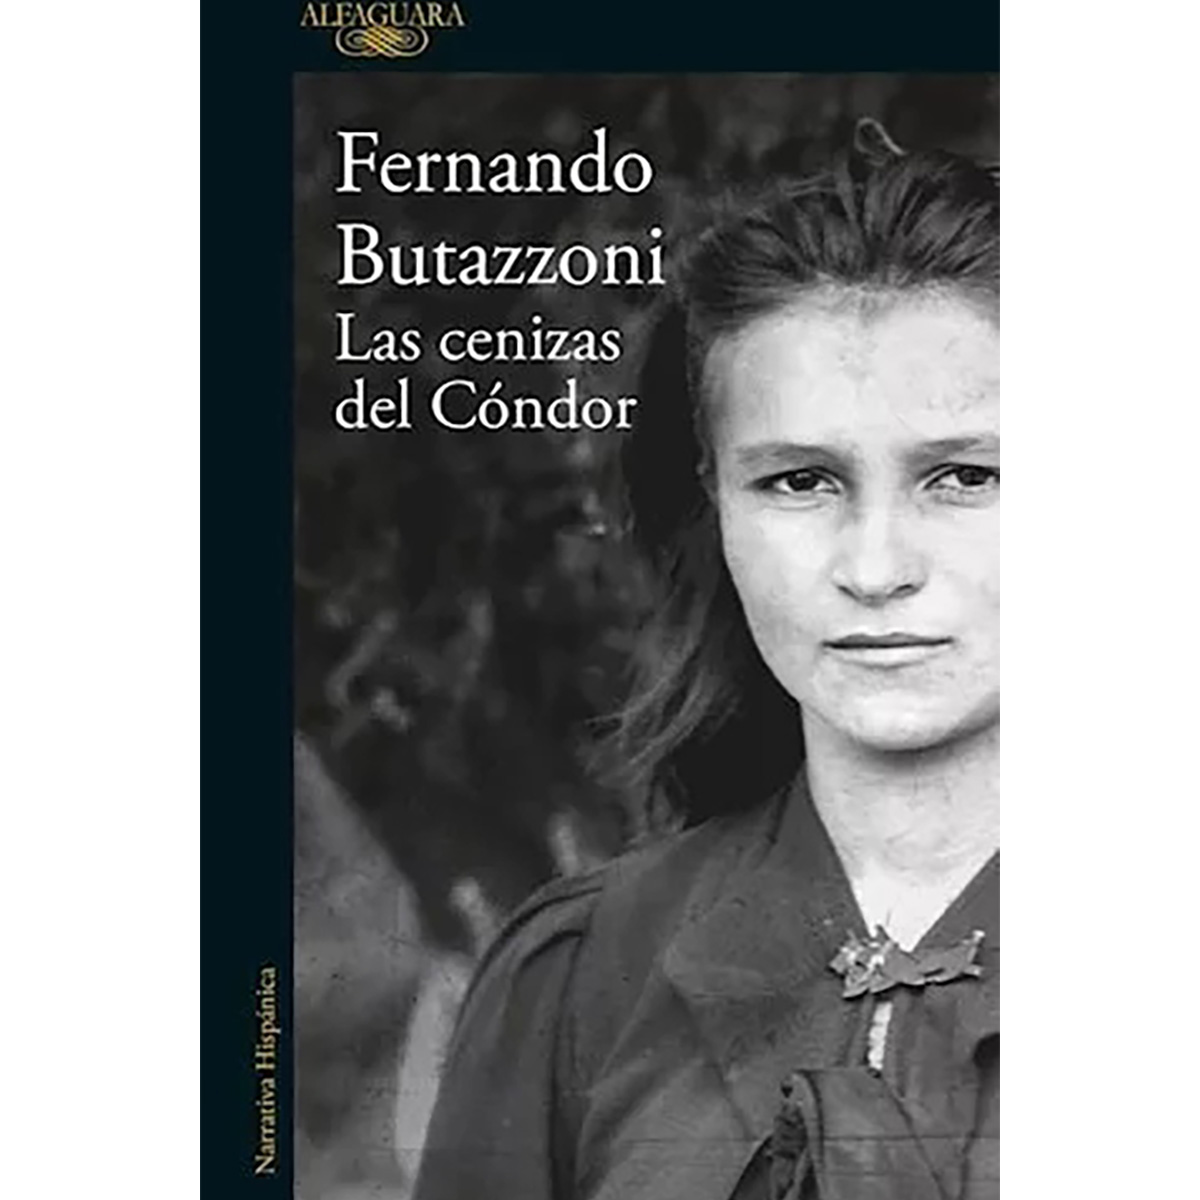 ALFAGUARA
Fernando
Butazzoni
Las cenizas
del Cóndor
Narrativa Hispánica